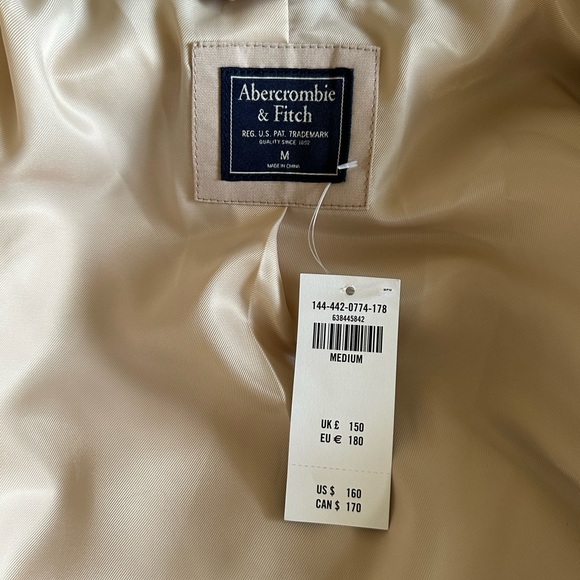 Abercrombie
& Fitch
REG. U.S. PAT. TRADEMARK
QUALITY SINCE 1892
M
MADE IN CHINA
144-442-0774-178
638445842
MEDIUM
UK £ 150
EU € 180
US $ 160
CAN $ 170